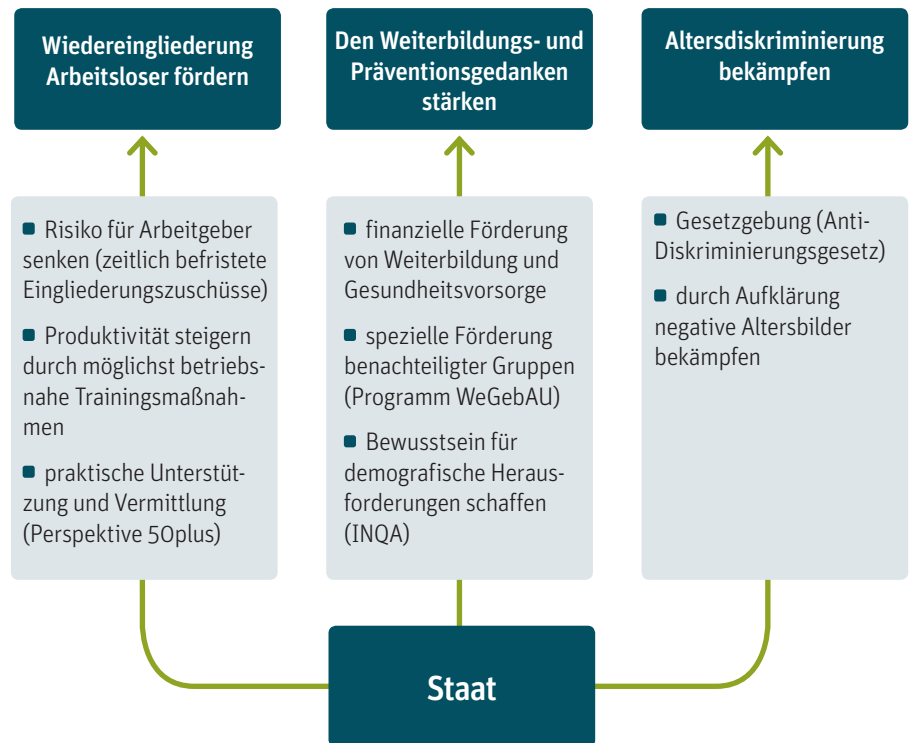 Wiedereingliederung
Arbeitsloser fördern
Den Weiterbildungs- und
Präventionsgedanken
stärken
Altersdiskriminierung
bekämpfen
■ Risiko für Arbeitgeber
senken (zeitlich befristete
Eingliederungszuschüsse)
■ Produktivität steigern
durch möglichst betriebs-
nahe Trainingsmaßnah-
men
■ praktische Unterstüt-
zung und Vermittlung
(Perspektive 50plus)
■ finanzielle Förderung
von Weiterbildung und
Gesundheitsvorsorge
■ spezielle Förderung
benachteiligter Gruppen
(Programm WeGebAU)
■ Bewusstsein für
demografische Heraus-
forderungen schaffen
(INQA)
■ Gesetzgebung (Anti-
Diskriminierungsgesetz)
■ durch Aufklärung
negative Altersbilder
bekämpfen
Staat